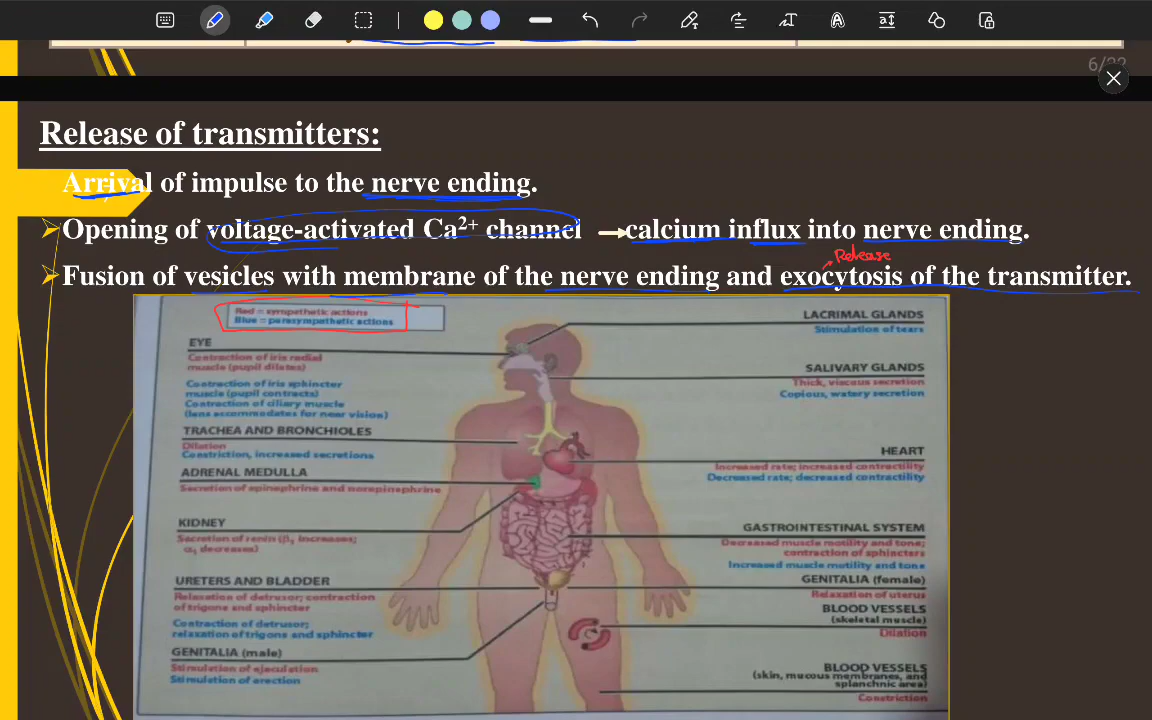 6/22
Release of transmitters:
Arrival of impulse to the nerve ending.
Opening of voltage-activated Ca²⁺ channel → calcium influx into nerve ending.
Release
Fusion of vesicles with membrane of the nerve ending and exocytosis of the transmitter.
Red = sympathetic actions
Blue = parasympathetic actions
EYE
Contraction of iris radial
muscle (pupil dilates)
Contraction of iris sphincter
muscle (pupil contracts)
Contraction of ciliary muscle
(lens accommodates for near vision)
TRACHEA AND BRONCHIOLES
Dilation
Constriction, increased secretions
ADRENAL MEDULLA
Secretion of epinephrine and norepinephrine
KIDNEY
Secretion of renin (β₁ increases;
α₁ decreases)
URETERS AND BLADDER
Relaxation of detrusor; contraction
of trigone and sphincter
Contraction of detrusor;
relaxation of trigone and sphincter
GENITALIA (male)
Stimulation of ejaculation
Stimulation of erection
LACRIMAL GLANDS
Stimulation of tears
SALIVARY GLANDS
Thick, viscous secretion
Copious, watery secretion
HEART
Increased rate; increased contractility
Decreased rate; decreased contractility
GASTROINTESTINAL SYSTEM
Decreased muscle motility and tone;
contraction of sphincters
Increased muscle motility and tone
GENITALIA (female)
Relaxation of uterus
BLOOD VESSELS
(skeletal muscle)
Dilation
BLOOD VESSELS
(skin, mucous membranes, and
splanchnic area)
Constriction